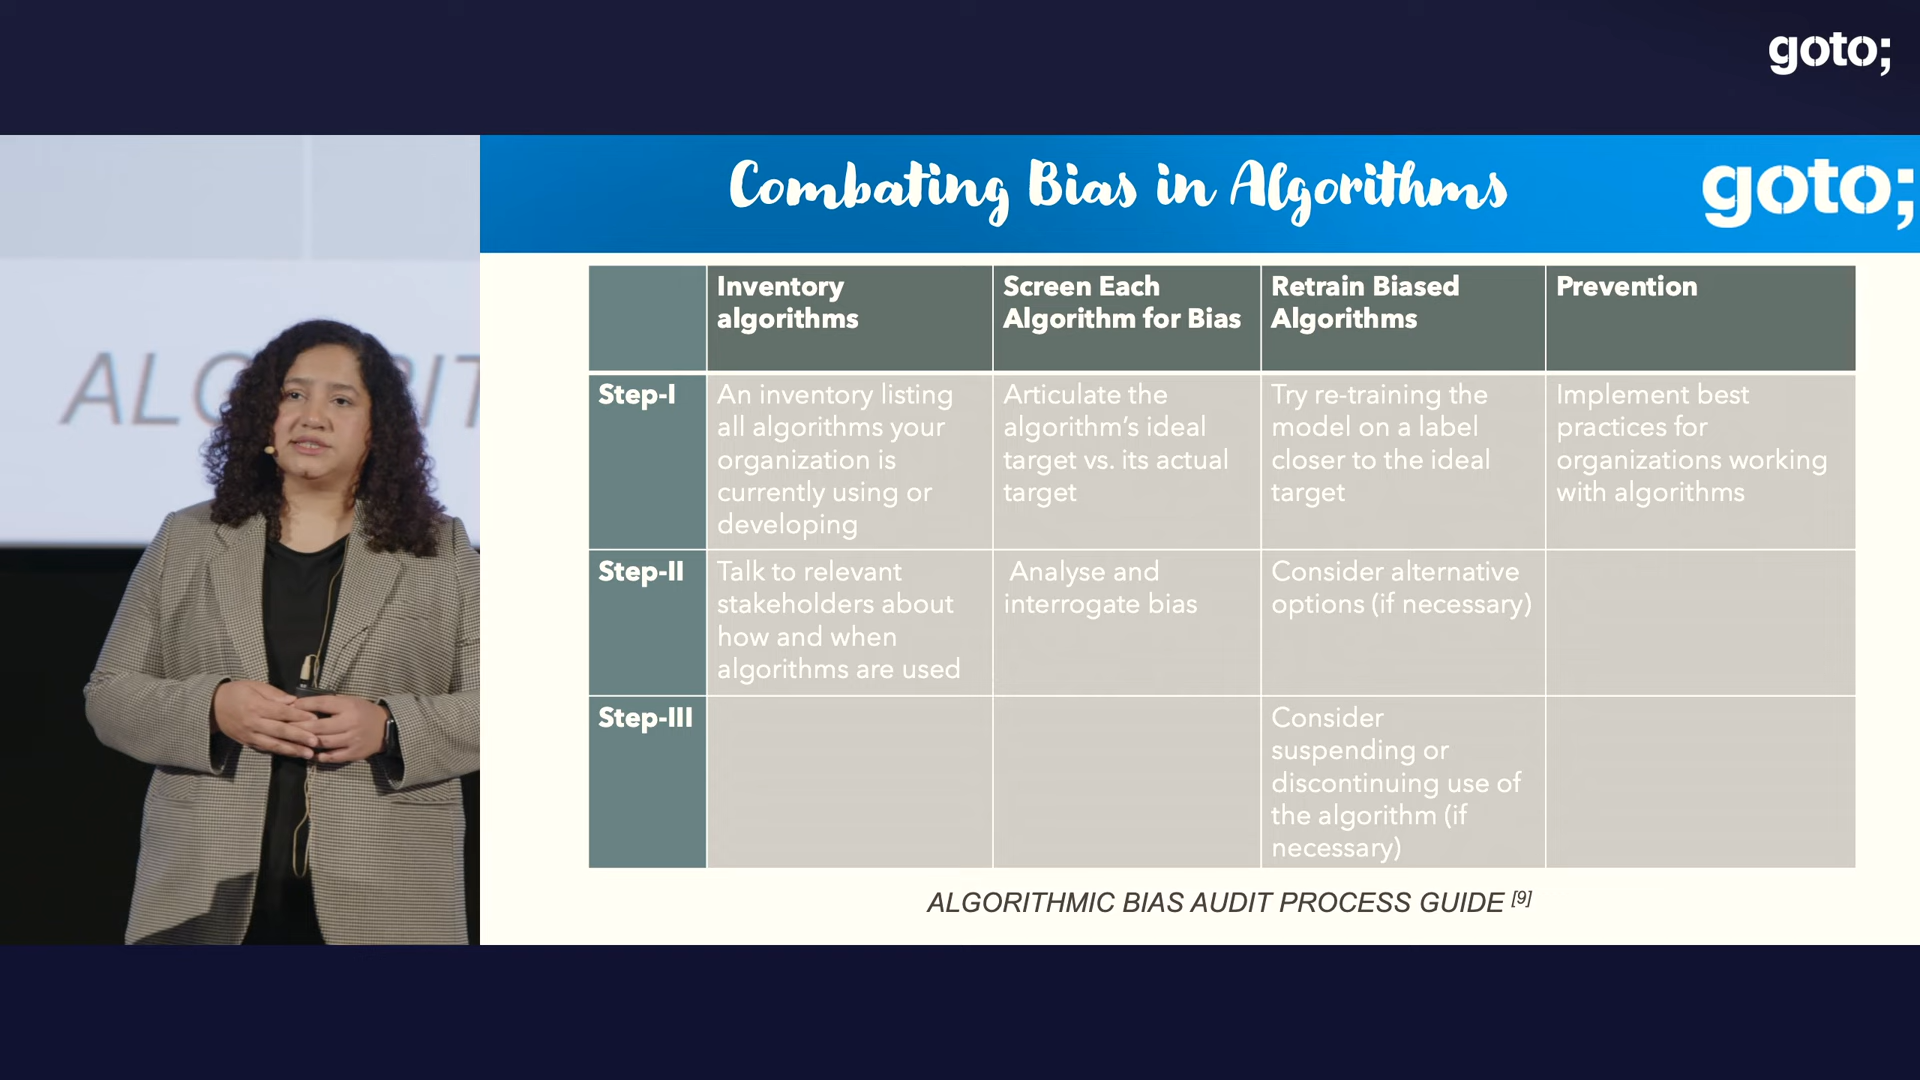 goto;
Combating Bias in Algorithms
goto;
ALG
IT
Inventory
algorithms
Screen Each
Algorithm for Bias
Retrain Biased
Algorithms
Prevention
Step-I
An inventory listing
all algorithms your
organization is
currently using or
developing
Articulate the
algorithm’s ideal
target vs. its actual
target
Try re-training the
model on a label
closer to the ideal
target
Implement best
practices for
organizations working
with algorithms
Step-II
Talk to relevant
stakeholders about
how and when
algorithms are used
Analyse and
interrogate bias
Consider alternative
options (if necessary)
Step-III
Consider
suspending or
discontinuing use of
the algorithm (if
necessary)
ALGORITHMIC BIAS AUDIT PROCESS GUIDE [9]